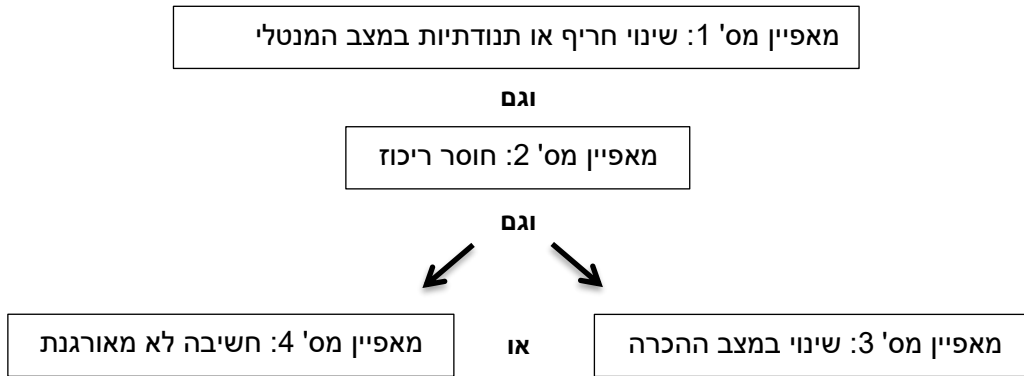 מאפיין מס' 1: שינוי חריף או תנודתיות במצב המנטלי
וגם
מאפיין מס' 2: חוסר ריכוז
וגם
מאפיין מס' 3: שינוי במצב ההכרה
או
מאפיין מס' 4: חשיבה לא מאורגנת